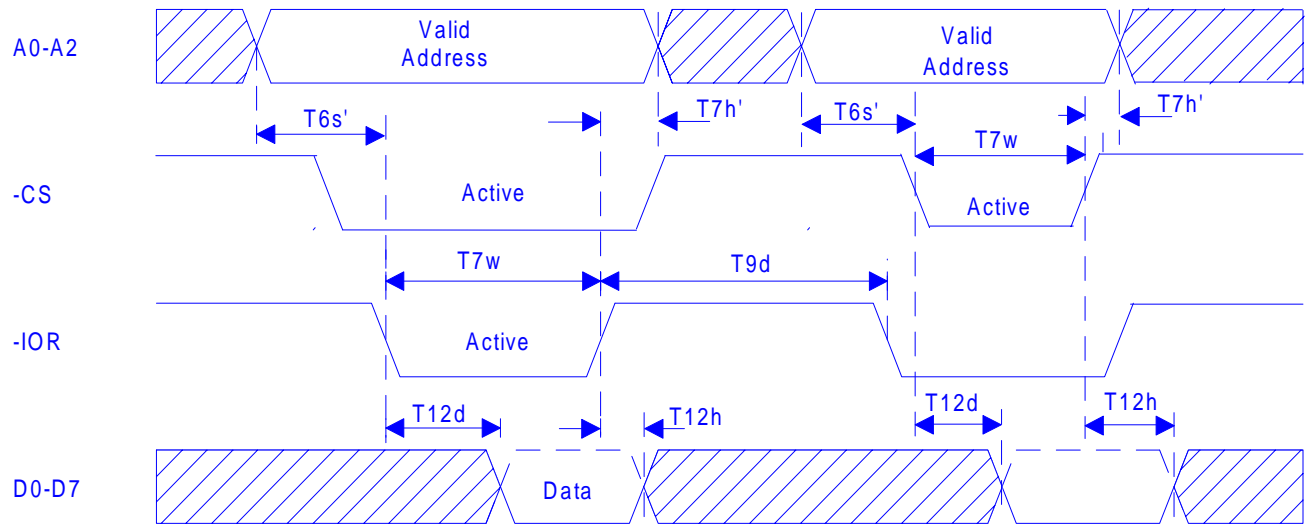 A0-A2
Valid
Address
Valid
Address
T6s'
T7h'
T6s'
T7h'
T7w
-CS
Active
Active
T7w
T9d
-IOR
Active
T12d
T12h
T12d
T12h
D0-D7
Data